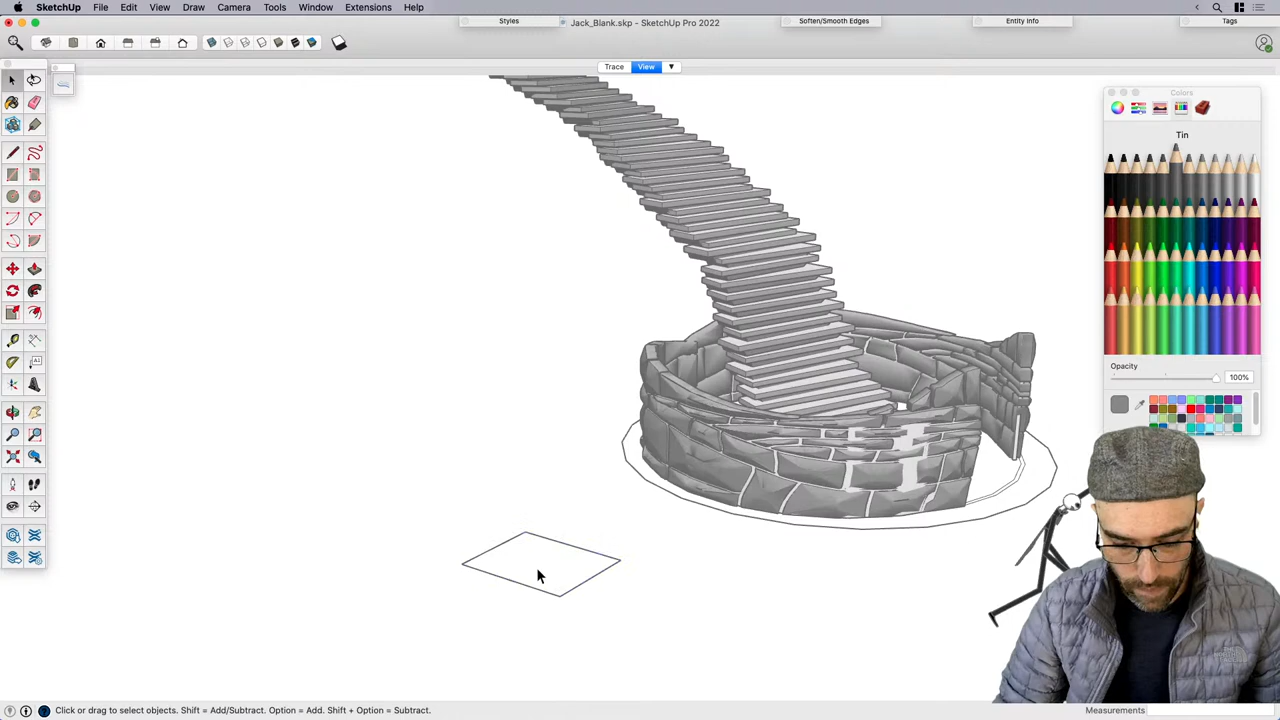 SketchUp File Edit View Draw Camera Tools Window Extensions Help
Styles
Jack_Blank.skp - SketchUp Pro 2022
Soften/Smooth Edges
Entity Info
Tags
Trace View
Colors
Tin
Opacity
100%
Click or drag to select objects. Shift = Add/Subtract. Option = Add. Shift + Option = Subtract.
Measurements